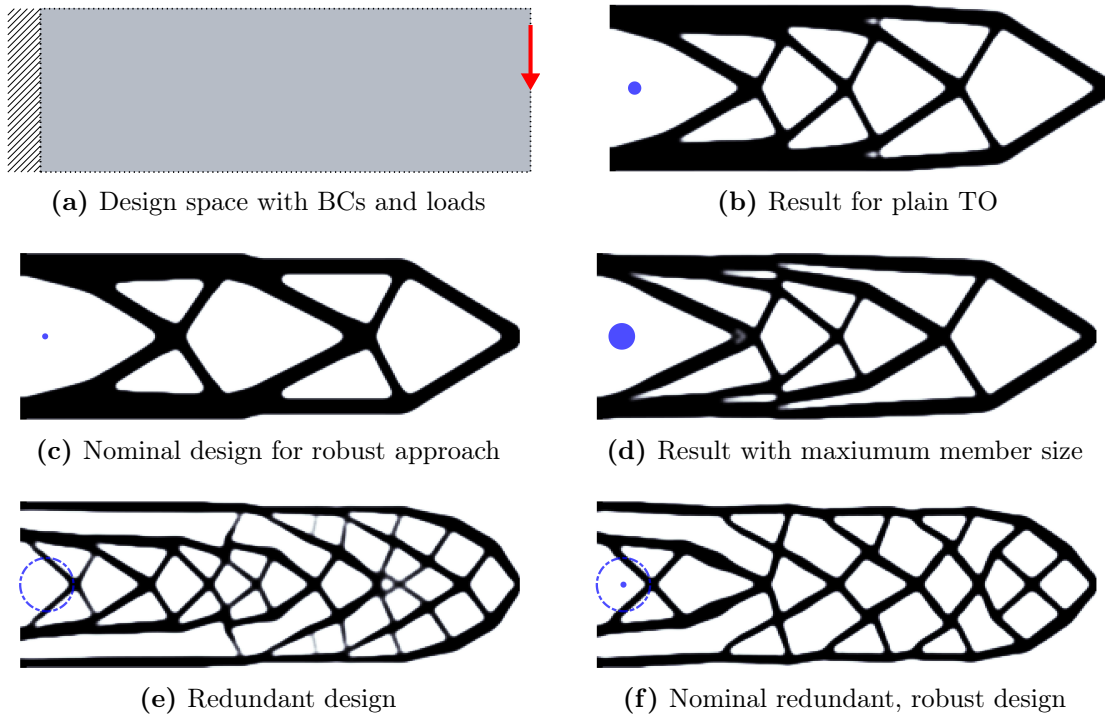 (a) Design space with BCs and loads
(b) Result for plain TO
(c) Nominal design for robust approach
(d) Result with maxiumum member size
(e) Redundant design
(f) Nominal redundant, robust design